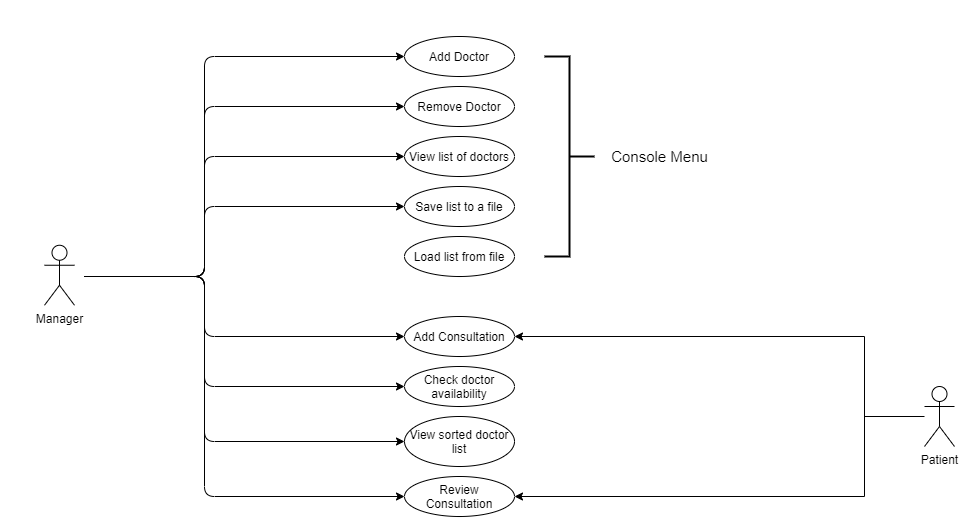 Add Doctor
Remove Doctor
View list of doctors
Console Menu
Save list to a file
Load list from file
Manager
Add Consultation
Check doctor
availability
View sorted doctor
list
Patient
Review
Consultation